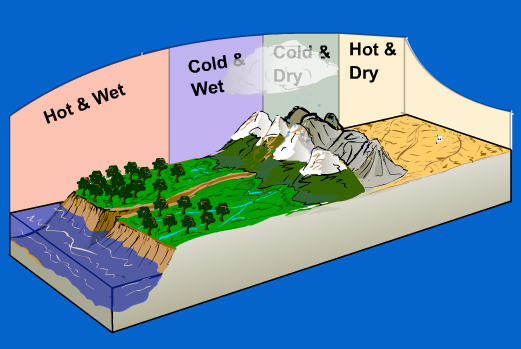 Hot & Wet
Cold &
Wet
Cold &
Dry
Hot &
Dry